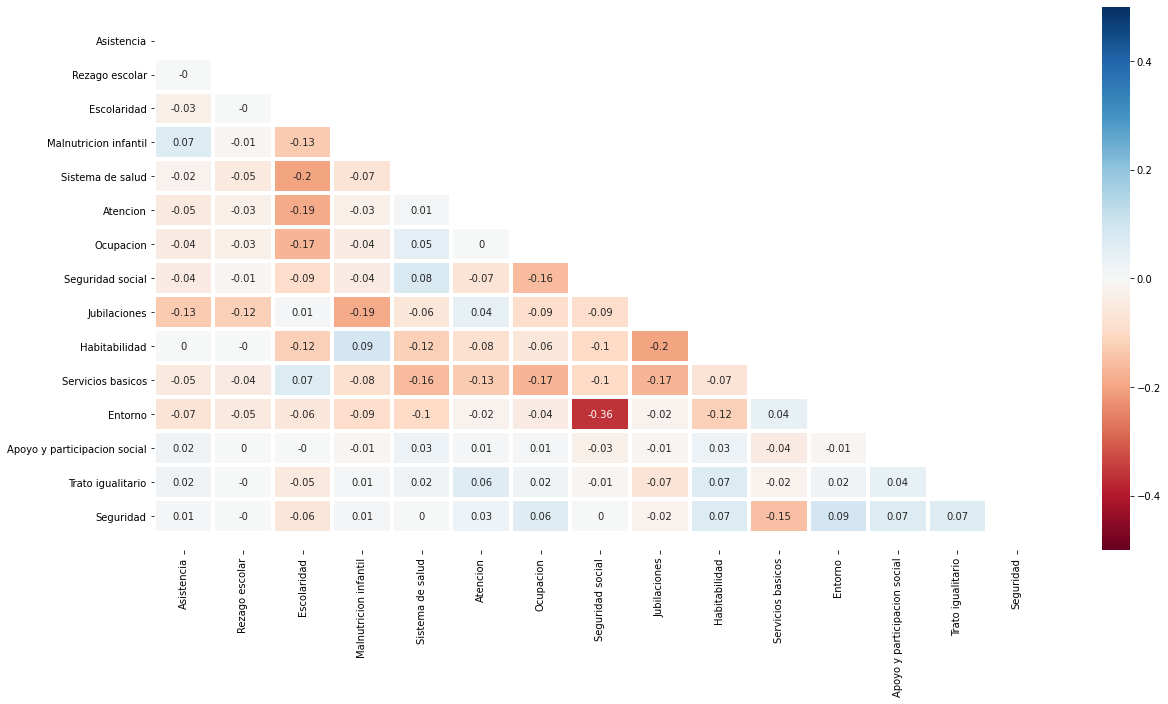 Asistencia
Rezago escolar -0
Escolaridad -0.03 -0
Malnutricion infantil 0.07 -0.01 -0.13
Sistema de salud -0.02 -0.05 -0.2 -0.07
Atencion -0.05 -0.03 -0.19 -0.03 0.01
Ocupacion -0.04 -0.03 -0.17 -0.04 0.05 0
Seguridad social -0.04 -0.01 -0.09 -0.04 0.08 -0.07 -0.16
Jubilaciones -0.13 -0.12 0.01 -0.19 -0.06 0.04 -0.09 -0.09
Habitabilidad 0 -0 -0.12 0.09 -0.12 -0.08 -0.06 -0.1 -0.2
Servicios basicos -0.05 -0.04 0.07 -0.08 -0.16 -0.13 -0.17 -0.1 -0.17 -0.07
Entorno -0.07 -0.05 -0.06 -0.09 -0.1 -0.02 -0.04 -0.36 -0.02 -0.12 0.04
Apoyo y participacion social 0.02 0 -0 -0.01 0.03 0.01 0.01 -0.03 -0.01 0.03 -0.04 -0.01
Trato igualitario 0.02 -0 -0.05 0.01 0.02 0.06 0.02 -0.01 -0.07 0.07 -0.02 0.02 0.04
Seguridad 0.01 -0 -0.06 0.01 0 0.03 0.06 0 -0.02 0.07 -0.15 0.09 0.07 0.07
Asistencia
Rezago escolar
Escolaridad
Malnutricion infantil
Sistema de salud
Atencion
Ocupacion
Seguridad social
Jubilaciones
Habitabilidad
Servicios basicos
Entorno
Apoyo y participacion social
Trato igualitario
Seguridad
0.4
0.2
0.0
−0.2
−0.4